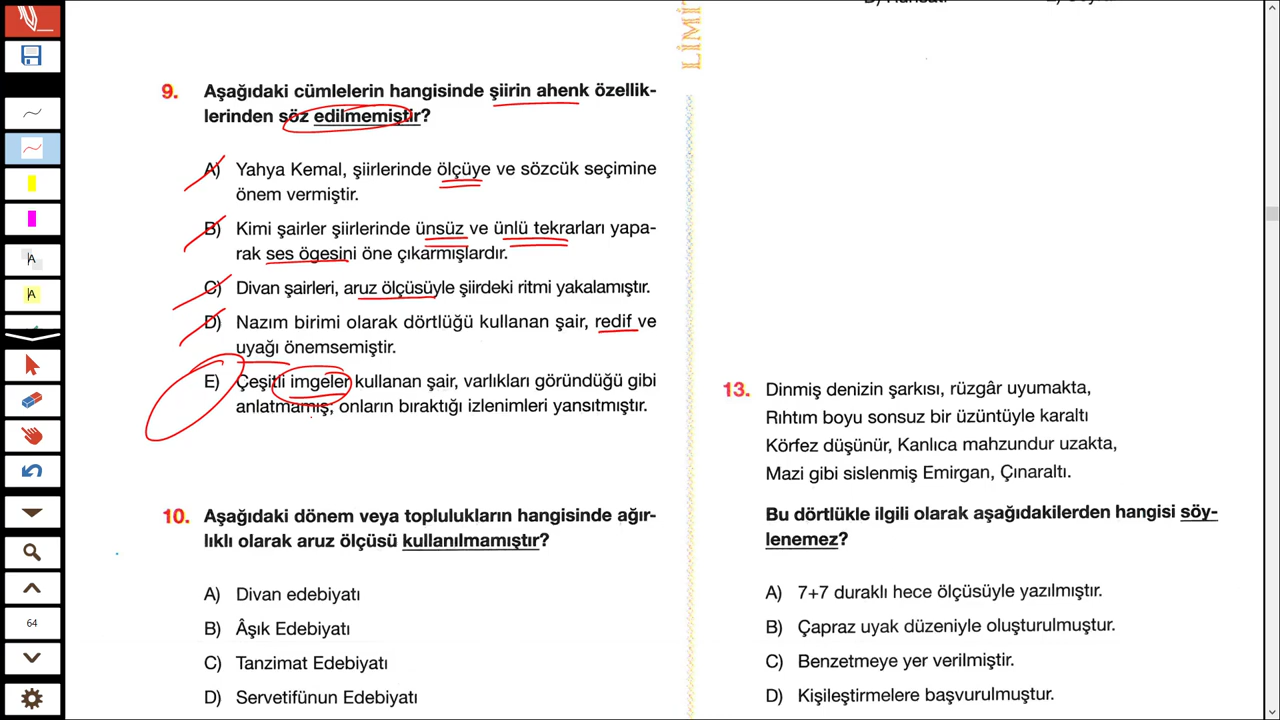 9. Aşağıdaki cümlelerin hangisinde şiirin ahenk özellik-
lerinden söz edilmemiştir?
A) Yahya Kemal, şiirlerinde ölçüye ve sözcük seçimine
önem vermiştir.
B) Kimi şairler şiirlerinde ünsüz ve ünlü tekrarları yapa-
rak ses ögesini öne çıkarmışlardır.
C) Divan şairleri, aruz ölçüsüyle şiirdeki ritmi yakalamıştır.
D) Nazım birimi olarak dörtlüğü kullanan şair, redif ve
uyağı önemsemiştir.
E) Çeşitli imgeler kullanan şair, varlıkları göründüğü gibi
anlatmamış; onların bıraktığı izlenimleri yansıtmıştır.
10. Aşağıdaki dönem veya toplulukların hangisinde ağır-
lıklı olarak aruz ölçüsü kullanılmamıştır?
A) Divan edebiyatı
B) Âşık Edebiyatı
C) Tanzimat Edebiyatı
D) Servetifünun Edebiyatı
LİMİ
13. Dinmiş denizin şarkısı, rüzgâr uyumakta,
Rıhtım boyu sonsuz bir üzüntüyle karaltı
Körfez düşünür, Kanlıca mahzundur uzakta,
Mazi gibi sislenmiş Emirgan, Çınaraltı.
Bu dörtlükle ilgili olarak aşağıdakilerden hangisi söy-
lenemez?
A) 7+7 duraklı hece ölçüsüyle yazılmıştır.
B) Çapraz uyak düzeniyle oluşturulmuştur.
C) Benzetmeye yer verilmiştir.
D) Kişileştirmelere başvurulmuştur.
A
A
64